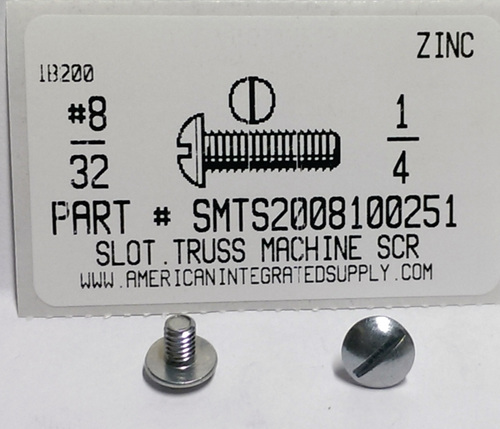 ZINC
1B200
#8
32
1
4
PART # SMTS2008100251
SLOT.TRUSS MACHINE SCR
WWW.AMERICANINTEGRATEDSUPPLY.COM